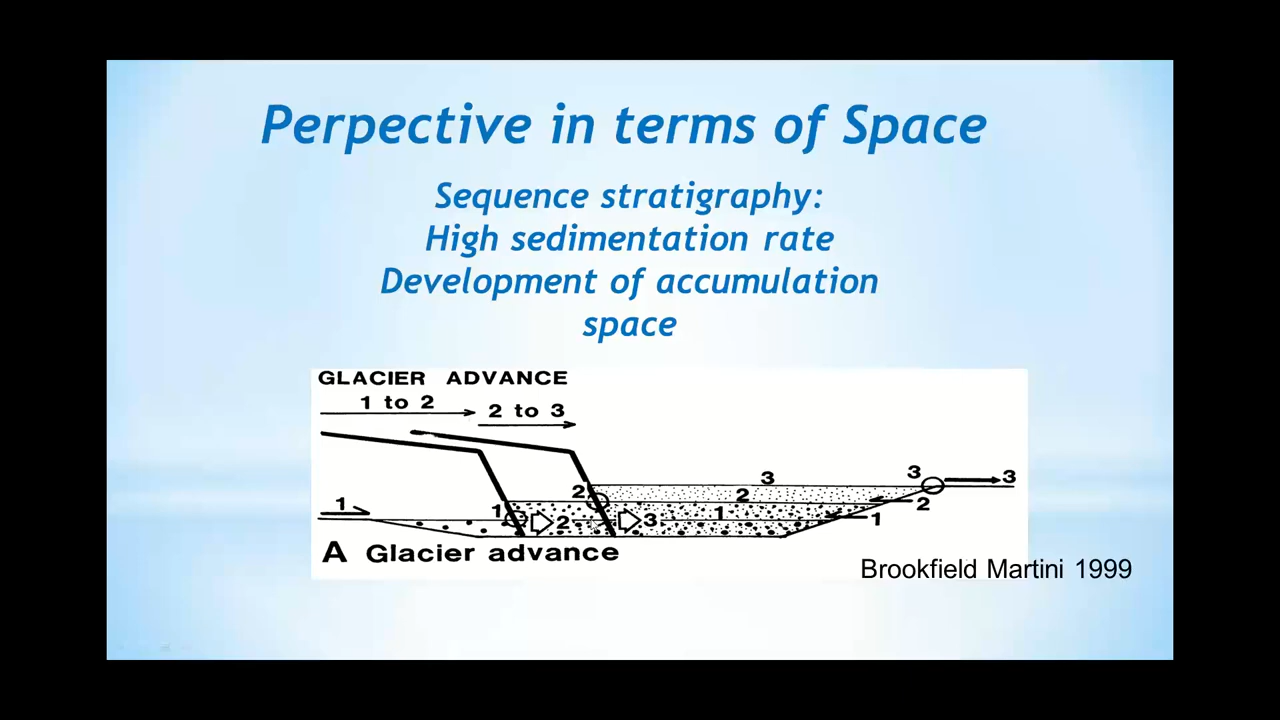 Perpective in terms of Space
Sequence stratigraphy:
High sedimentation rate
Development of accumulation
space
GLACIER ADVANCE
1 to 2
2 to 3
3 3 3
2 2 2
1 1 2 3 1 1
A Glacier advance
Brookfield Martini 1999